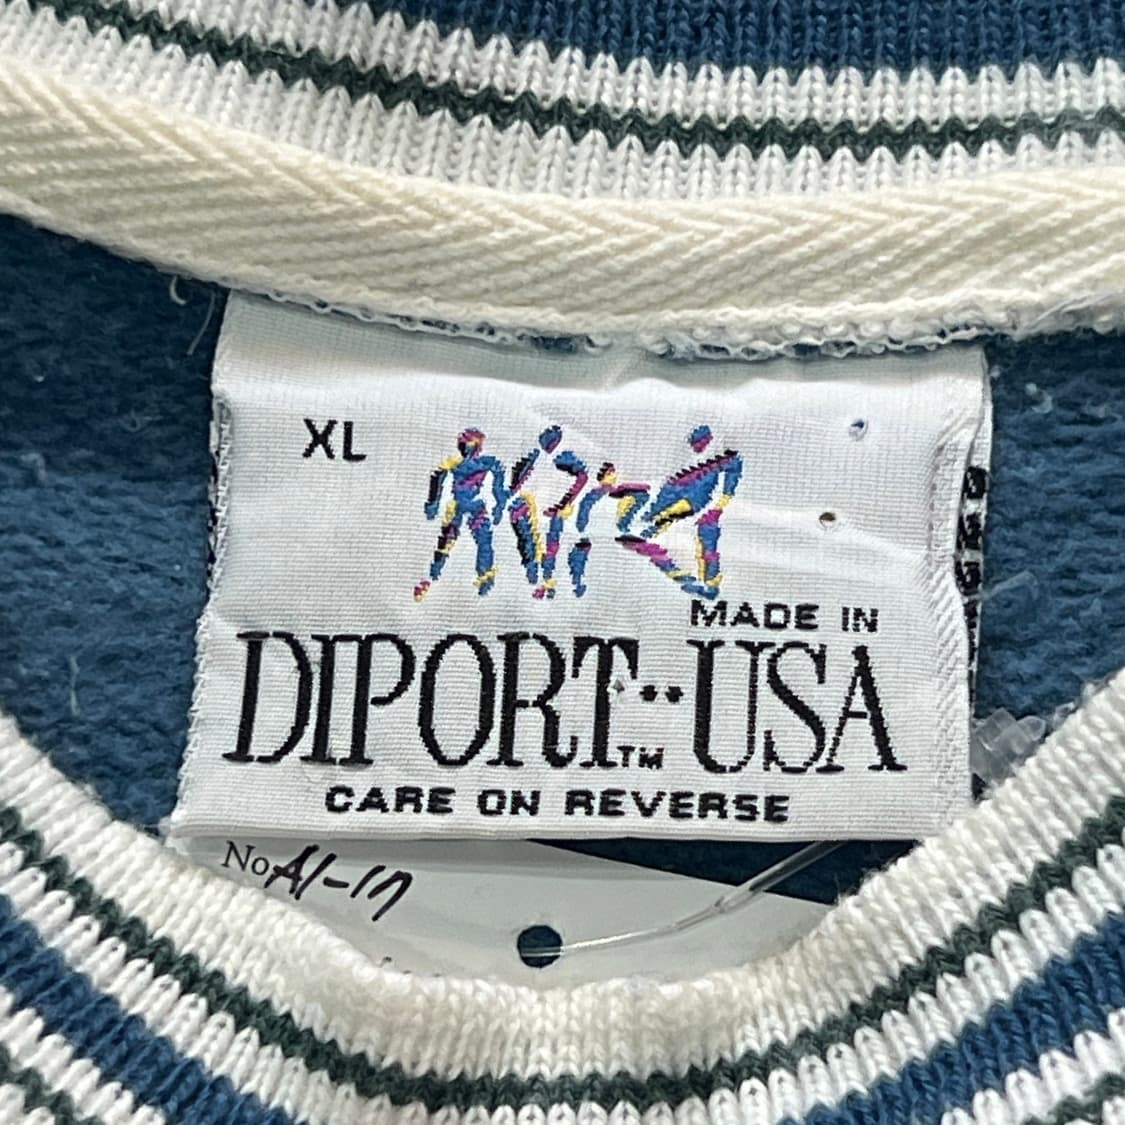 XL
MADE IN
DIPORT··USA
TM
CARE ON REVERSE
No. A1-17